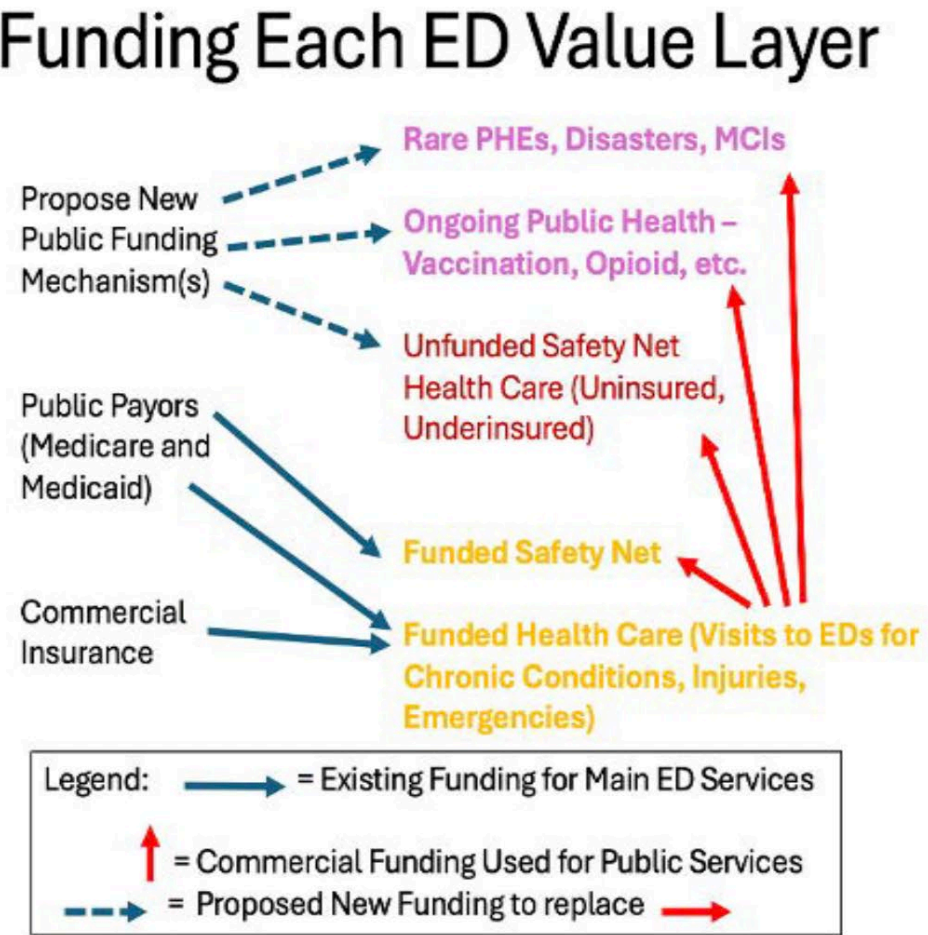 Funding Each ED Value Layer
Propose New
Public Funding
Mechanism(s)
Public Payors
(Medicare and
Medicaid)
Commercial
Insurance
Rare PHEs, Disasters, MCIs
Ongoing Public Health –
Vaccination, Opioid, etc.
Unfunded Safety Net
Health Care (Uninsured,
Underinsured)
Funded Safety Net
Funded Health Care (Visits to EDs for
Chronic Conditions, Injuries,
Emergencies)
Legend: = Existing Funding for Main ED Services
= Commercial Funding Used for Public Services
= Proposed New Funding to replace